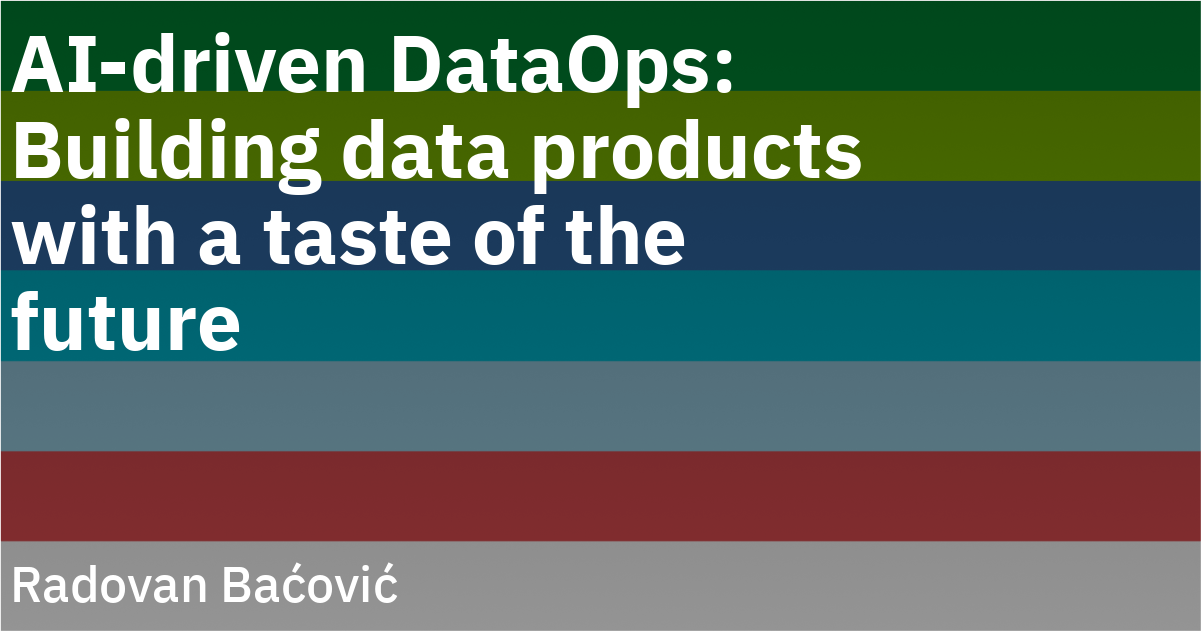 AI-driven DataOps:
Building data products
with a taste of the
future
Radovan Baćović